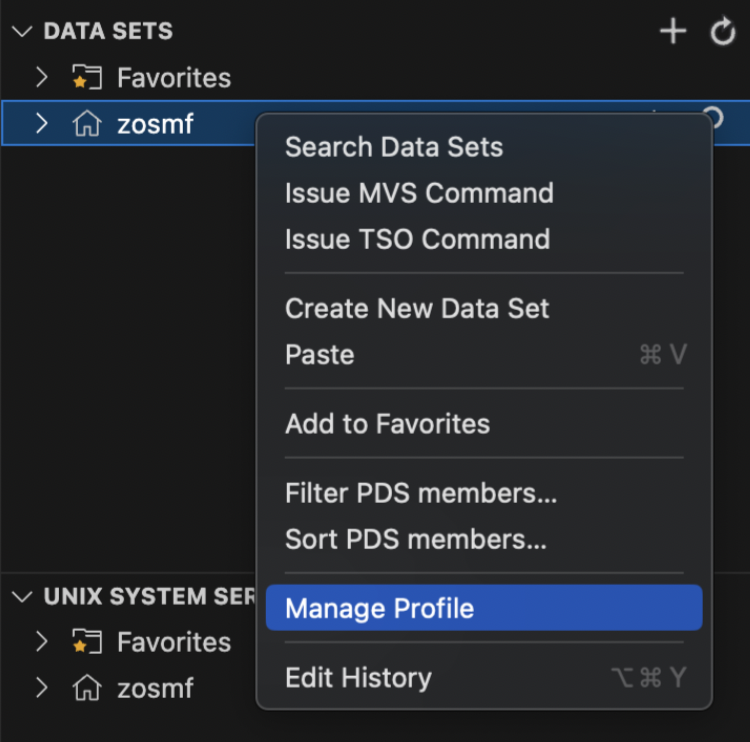 DATA SETS
Favorites
zosmf
Search Data Sets
Issue MVS Command
Issue TSO Command
Create New Data Set
Paste ⌘ V
Add to Favorites
Filter PDS members...
Sort PDS members...
Manage Profile
Edit History ⌥ ⌘ Y
UNIX SYSTEM SER
Favorites
zosmf